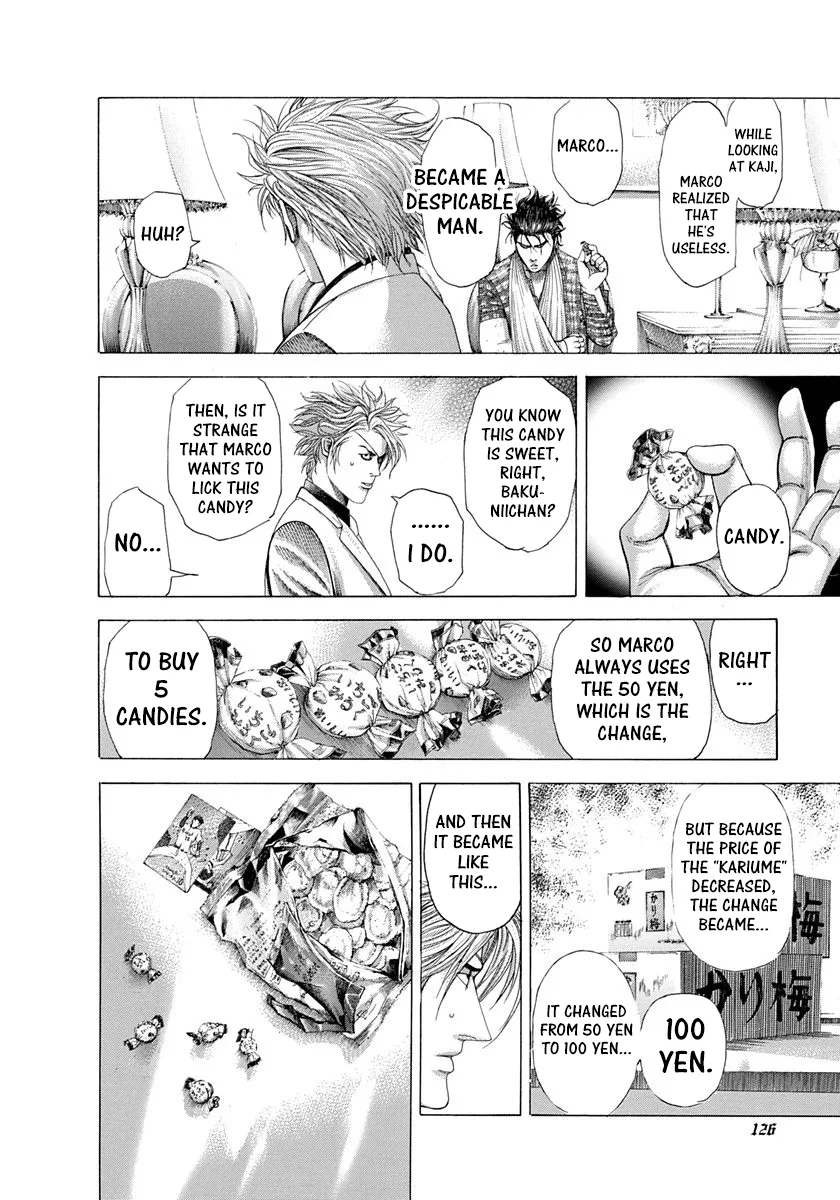 WHILE
LOOKING
AT KAJI,
MARCO
REALIZED
THAT
HE'S
USELESS.
MARCO...
BECAME A
DESPICABLE
MAN.
HUH?
CANDY.
YOU KNOW
THIS CANDY
IS SWEET,
RIGHT,
BAKU-
NIICHAN?
......
I DO.
THEN, IS IT
STRANGE
THAT MARCO
WANTS TO
LICK THIS
CANDY?
NO...
RIGHT
...
SO MARCO
ALWAYS USES
THE 50 YEN,
WHICH IS THE
CHANGE,
TO BUY
5
CANDIES.
BUT BECAUSE
THE PRICE OF
THE "KARIUME"
DECREASED,
THE CHANGE
BECAME...
かり梅
梅
かり梅
100
YEN.
IT CHANGED
FROM 50 YEN
TO 100 YEN...
AND THEN
IT BECAME
LIKE
THIS...
126